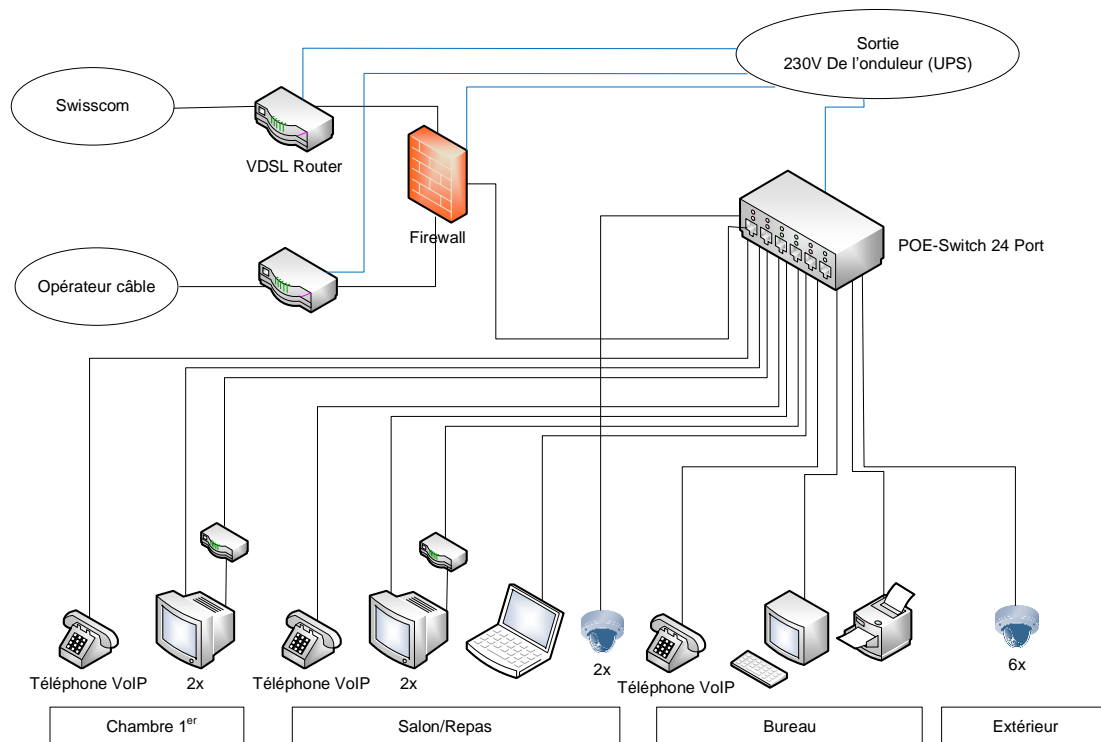 Sortie
230V De l'onduleur (UPS)
Swisscom
VDSL Router
Firewall
POE-Switch 24 Port
Opérateur câble
Téléphone VoIP
2x
Téléphone VoIP
2x
2x
Téléphone VoIP
6x
Chambre 1er
Salon/Repas
Bureau
Extérieur